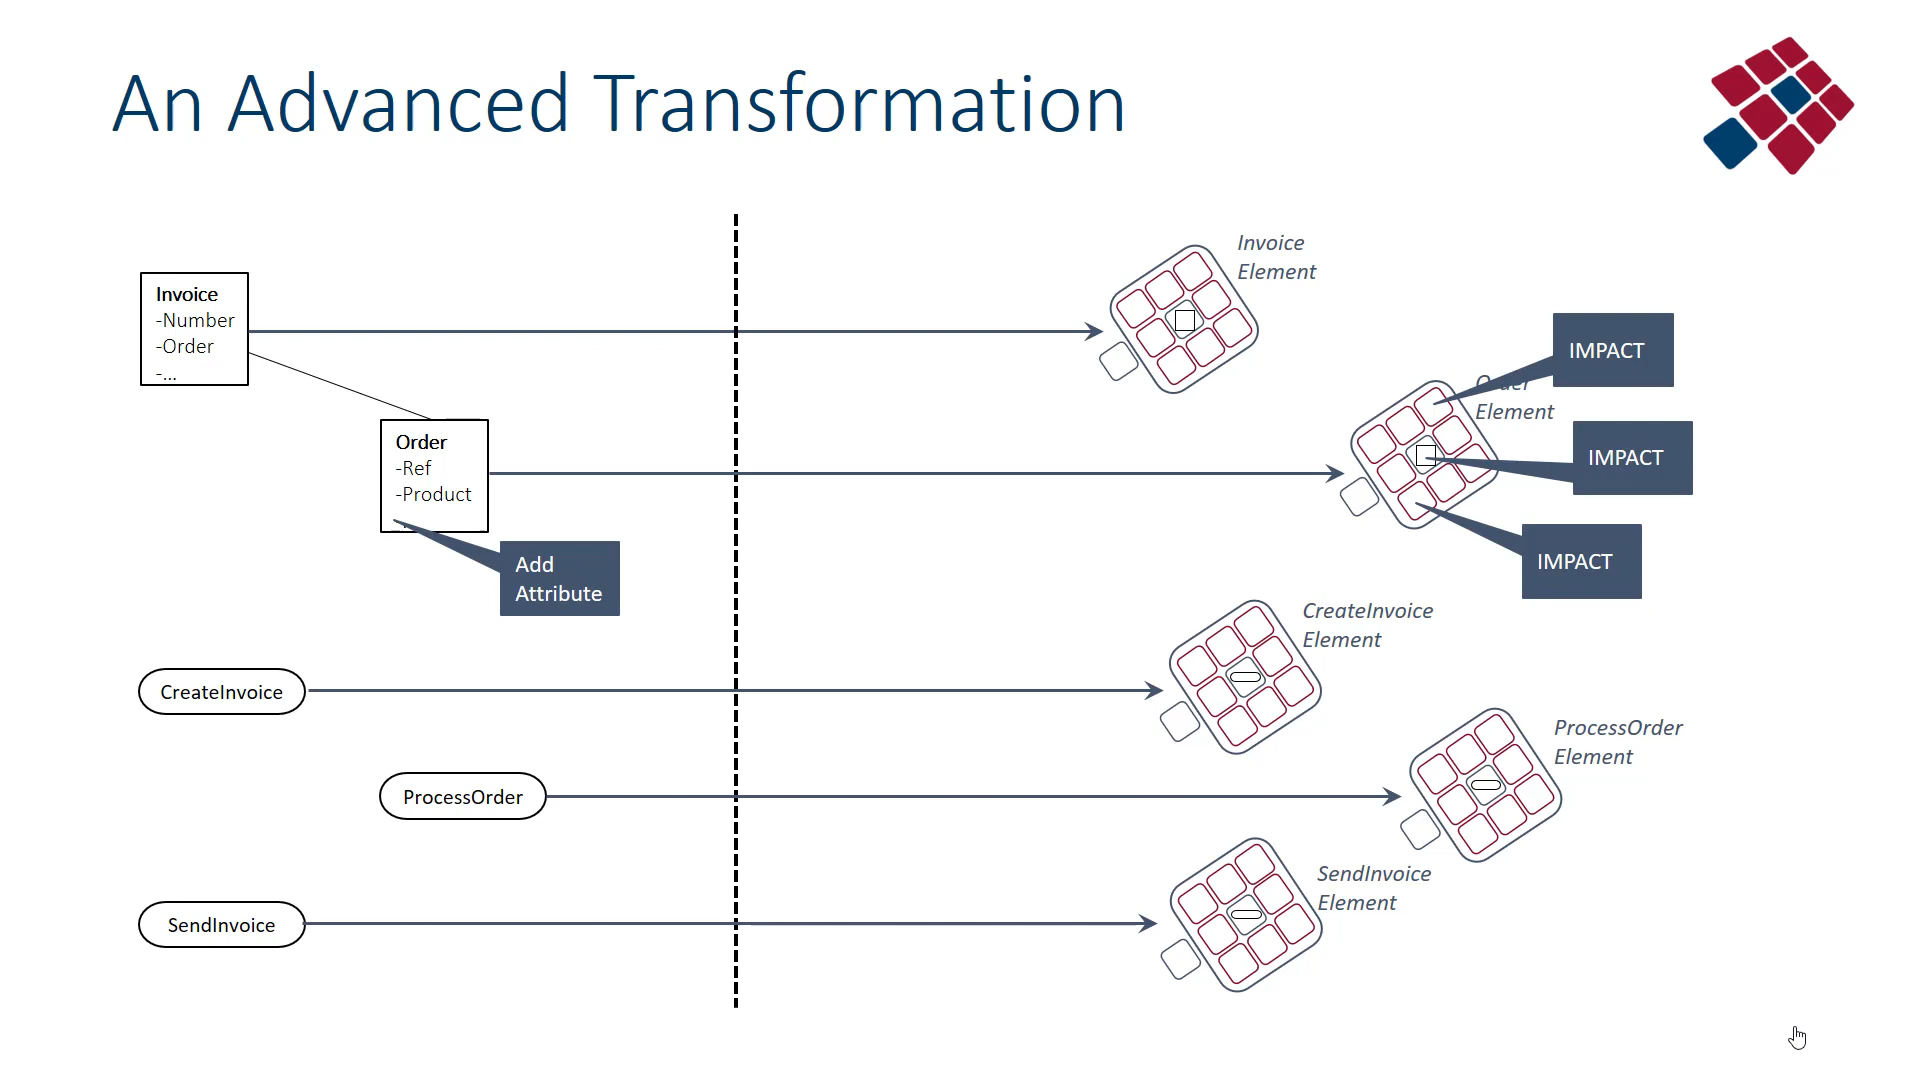 An Advanced Transformation
Invoice
-Number
-Order
-...
Order
-Ref
-Product
Add
Attribute
CreateInvoice
ProcessOrder
SendInvoice
Invoice
Element
IMPACT
Order
Element
IMPACT
IMPACT
CreateInvoice
Element
ProcessOrder
Element
SendInvoice
Element